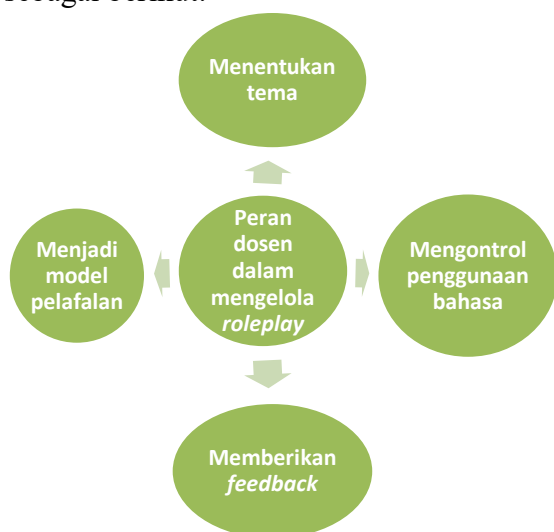 sebagai berikut:
Menentukan
tema
Menjadi
model
pelafalan
Peran
dosen
dalam
mengelola
roleplay
Mengontrol
penggunaan
bahasa
Memberikan
feedback